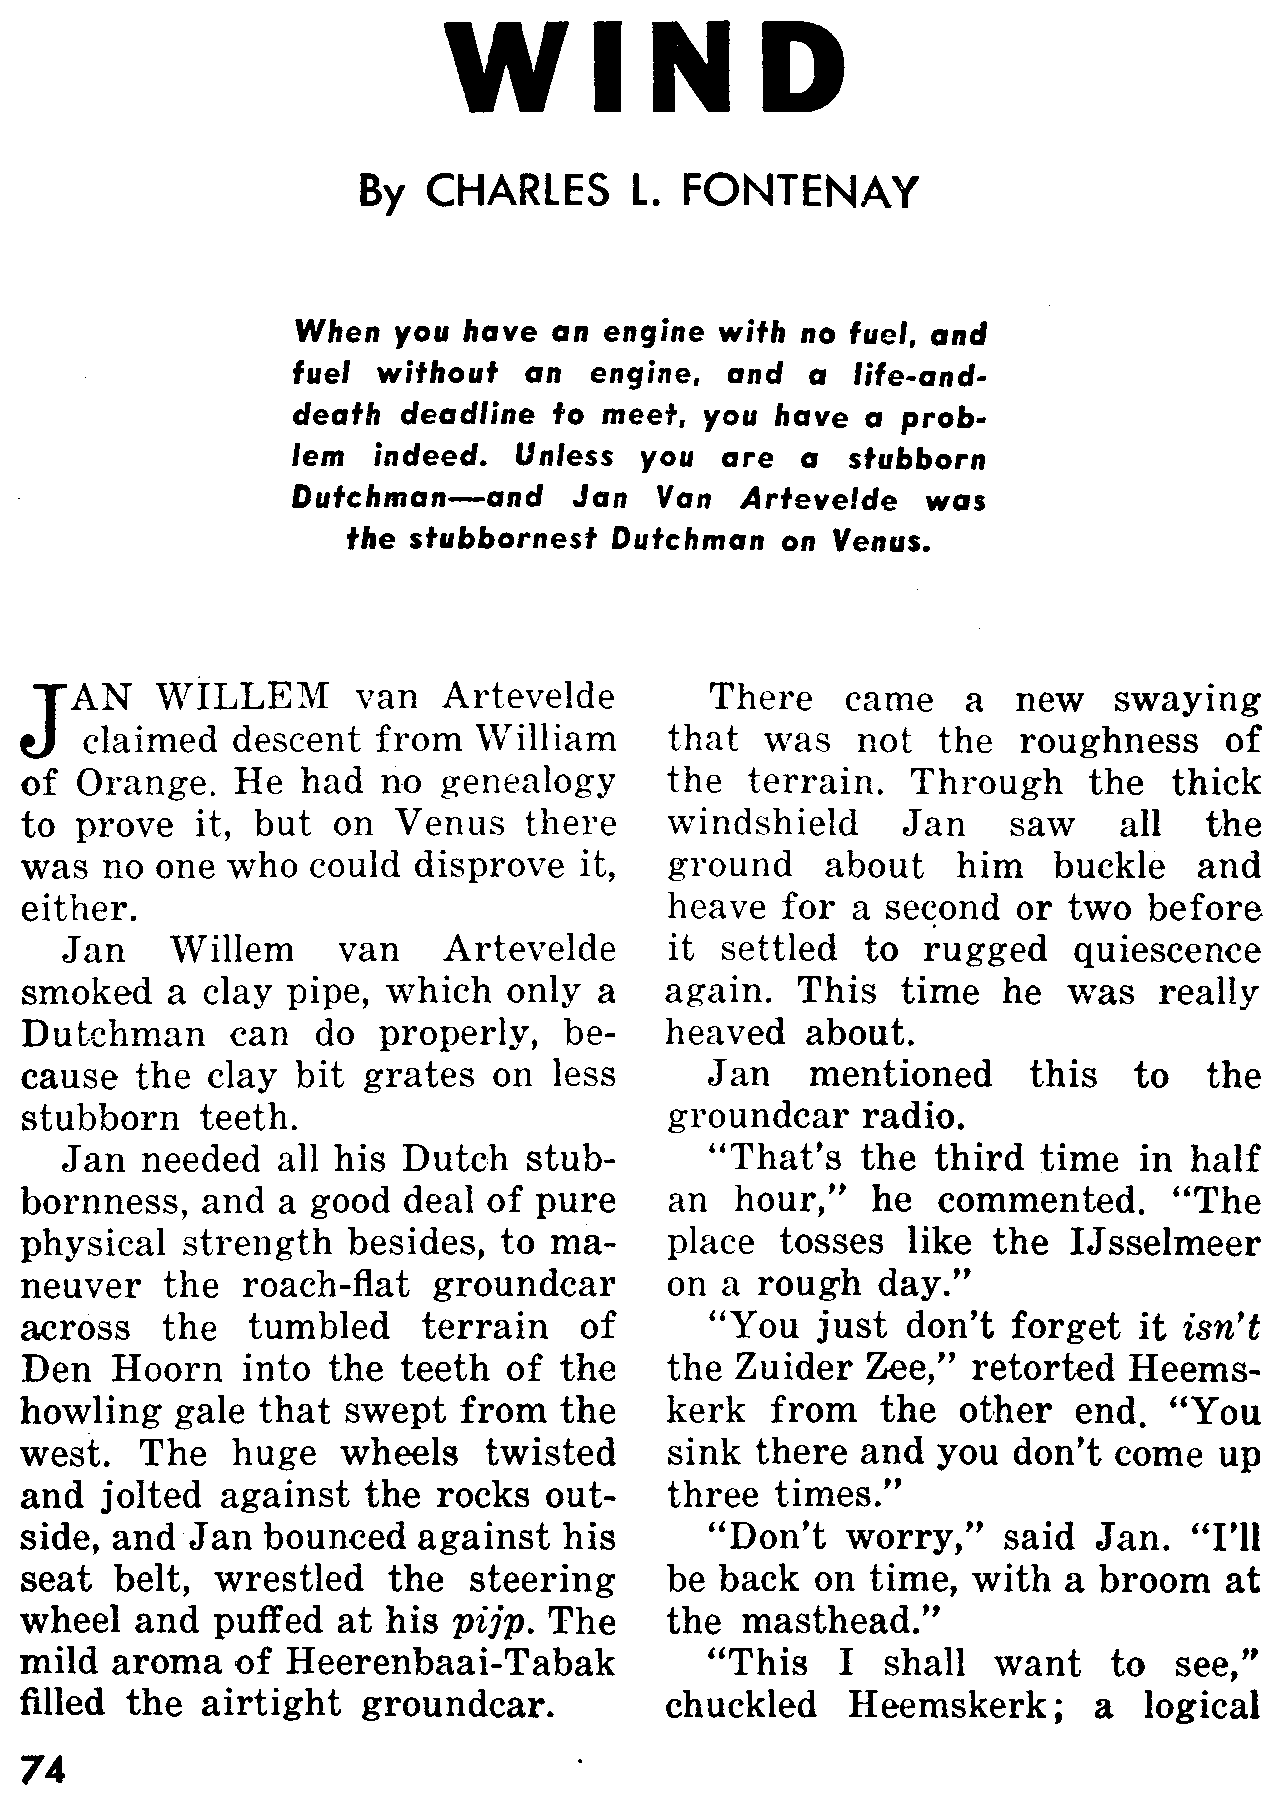 WIND
By CHARLES L. FONTENAY
When you have an engine with no fuel, and
fuel without an engine, and a life-and-
death deadline to meet, you have a prob-
lem indeed. Unless you are a stubborn
Dutchman—and Jan Van Artevelde was
the stubbornest Dutchman on Venus.
JAN WILLEM van Artevelde
claimed descent from William
of Orange. He had no genealogy
to prove it, but on Venus there
was no one who could disprove it,
either.
Jan Willem van Artevelde
smoked a clay pipe, which only a
Dutchman can do properly, be-
cause the clay bit grates on less
stubborn teeth.
Jan needed all his Dutch stub-
bornness, and a good deal of pure
physical strength besides, to ma-
neuver the roach-flat groundcar
across the tumbled terrain of
Den Hoorn into the teeth of the
howling gale that swept from the
west. The huge wheels twisted
and jolted against the rocks out-
side, and Jan bounced against his
seat belt, wrestled the steering
wheel and puffed at his pijp. The
mild aroma of Heerenbaai-Tabak
filled the airtight groundcar.
There came a new swaying
that was not the roughness of
the terrain. Through the thick
windshield Jan saw all the
ground about him buckle and
heave for a second or two before
it settled to rugged quiescence
again. This time he was really
heaved about.
Jan mentioned this to the
groundcar radio.
"That's the third time in half
an hour," he commented. "The
place tosses like the IJsselmeer
on a rough day."
"You just don't forget it isn't
the Zuider Zee," retorted Heems-
kerk from the other end. "You
sink there and you don't come up
three times."
"Don't worry," said Jan. "I'll
be back on time, with a broom at
the masthead."
"This I shall want to see,"
chuckled Heemskerk; a logical
74